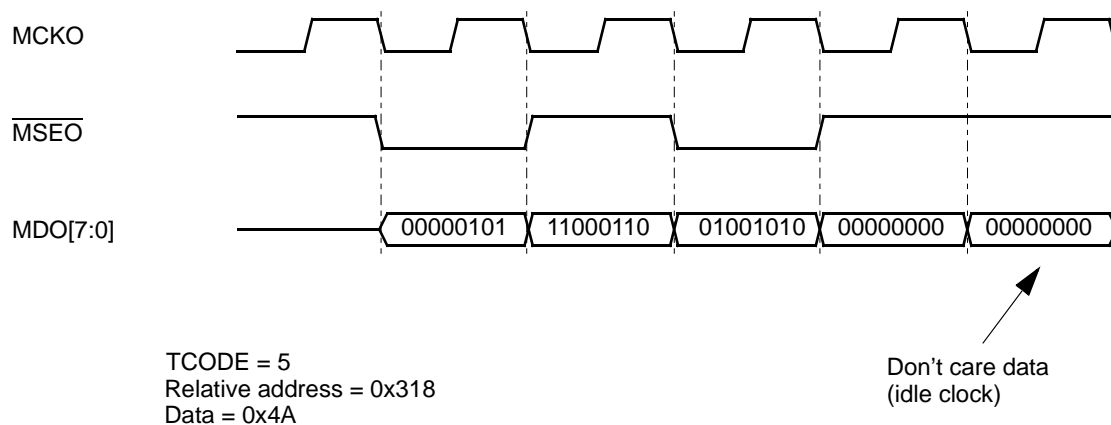 MCKO
MSEO
MDO[7:0]
00000101 11000110 01001010 00000000 00000000
TCODE = 5
Relative address = 0x318
Data = 0x4A
Don't care data
(idle clock)